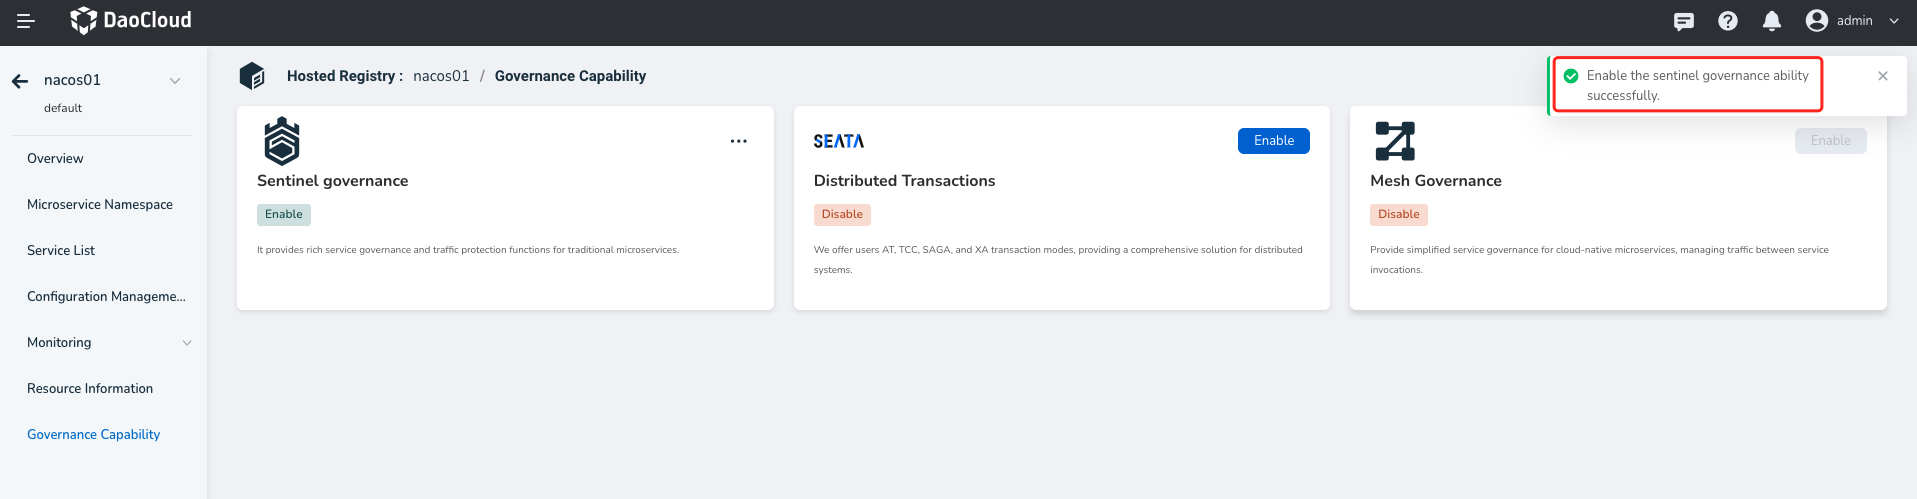 DaoCloud
admin
nacos01
default
Overview
Microservice Namespace
Service List
Configuration Manageme...
Monitoring
Resource Information
Governance Capability
Hosted Registry : nacos01 / Governance Capability
Enable the sentinel governance ability
successfully.
Sentinel governance
Enable
It provides rich service governance and traffic protection functions for traditional microservices.
SEATA
Enable
Distributed Transactions
Disable
We offer users AT, TCC, SAGA, and XA transaction modes, providing a comprehensive solution for distributed
systems.
Enable
Mesh Governance
Disable
Provide simplified service governance for cloud-native microservices, managing traffic between service
invocations.